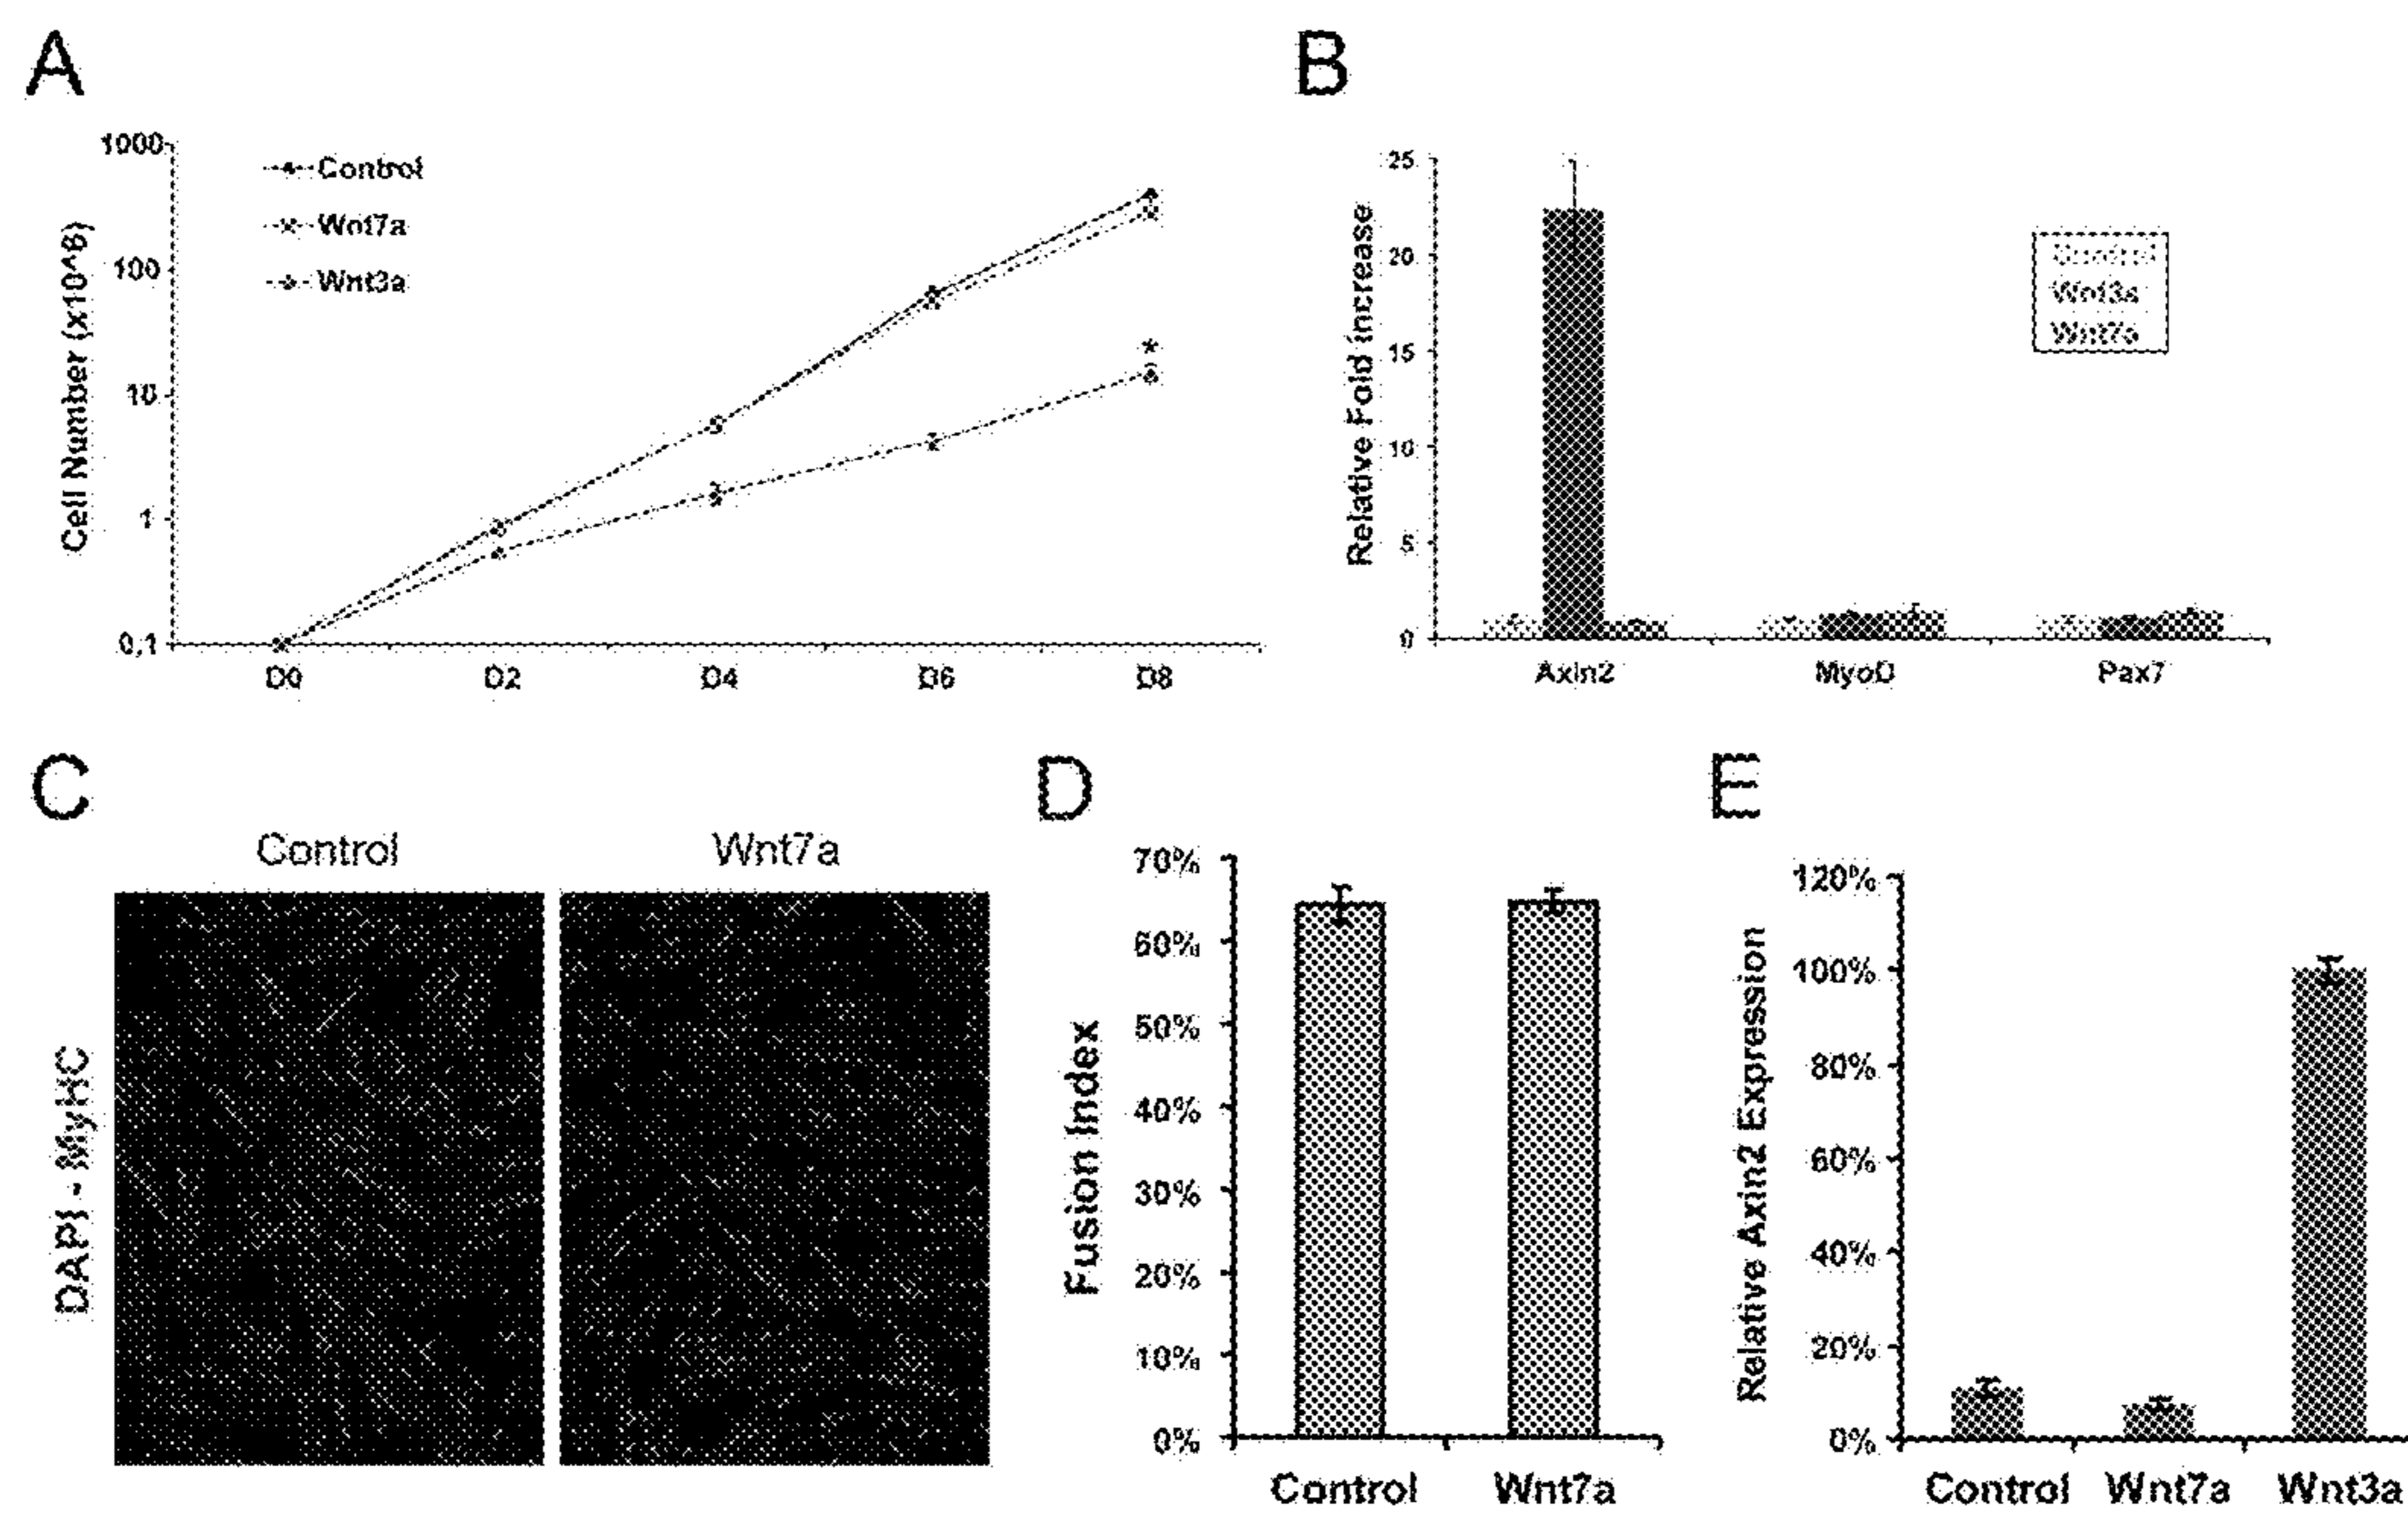 A
1000
100
10
1
0,1
Cell Number (x10^6)
Control
Wnt7a
Wnt3a
*
D0
D2
D4
D6
D8
B
25
20
15
10
5
0
Relative Fold increase
Control
Wnt3a
Wnt7a
Axin2
MyoD
Pax7
C
Control
Wnt7a
DAPI - MyHC
D
70%
60%
50%
40%
30%
20%
10%
0%
Fusion Index
Control
Wnt7a
E
120%
100%
80%
60%
40%
20%
0%
Relative Axin2 Expression
Control
Wnt7a
Wnt3a